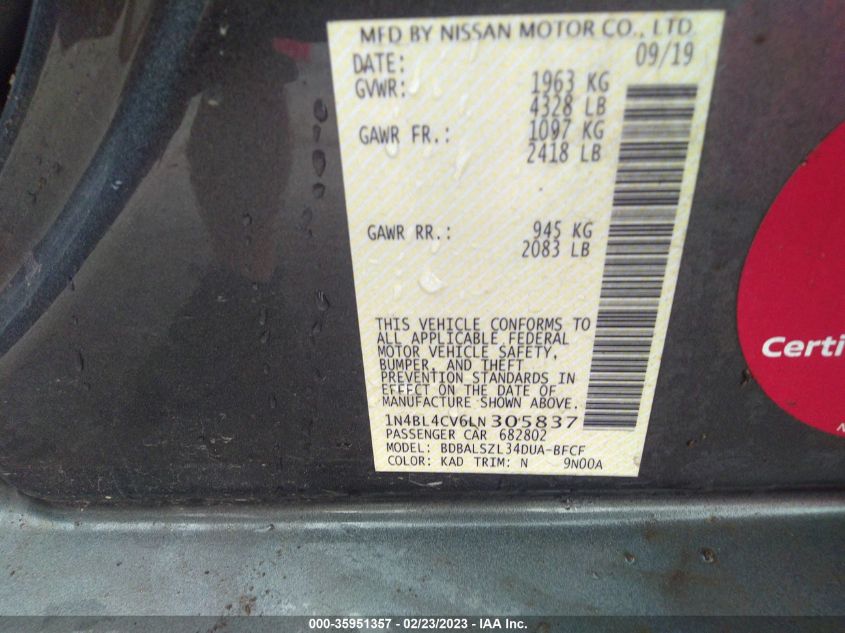 MFD BY NISSAN MOTOR CO., LTD.
DATE: 09/19
GVWR: 1963 KG
4328 LB
GAWR FR.: 1097 KG
2418 LB
GAWR RR.: 945 KG
2083 LB
THIS VEHICLE CONFORMS TO
ALL APPLICABLE FEDERAL
MOTOR VEHICLE SAFETY,
BUMPER, AND THEFT
PREVENTION STANDARDS IN
EFFECT ON THE DATE OF
MANUFACTURE SHOWN ABOVE.
1N4BL4CV6LN305837
PASSENGER CAR 682802
MODEL: BDBALSZL34DUA-BFCF
COLOR: KAD TRIM: N 9N00A
Certi
000-35951357 - 02/23/2023 - IAA Inc.